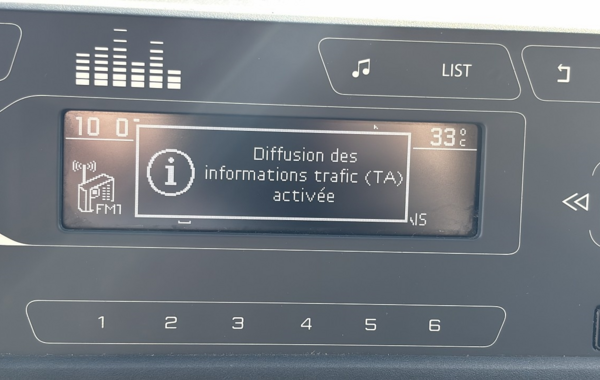 LIST
10 0
33°C
Diffusion des
informations trafic (TA)
activée
FM1
1 2 3 4 5 6